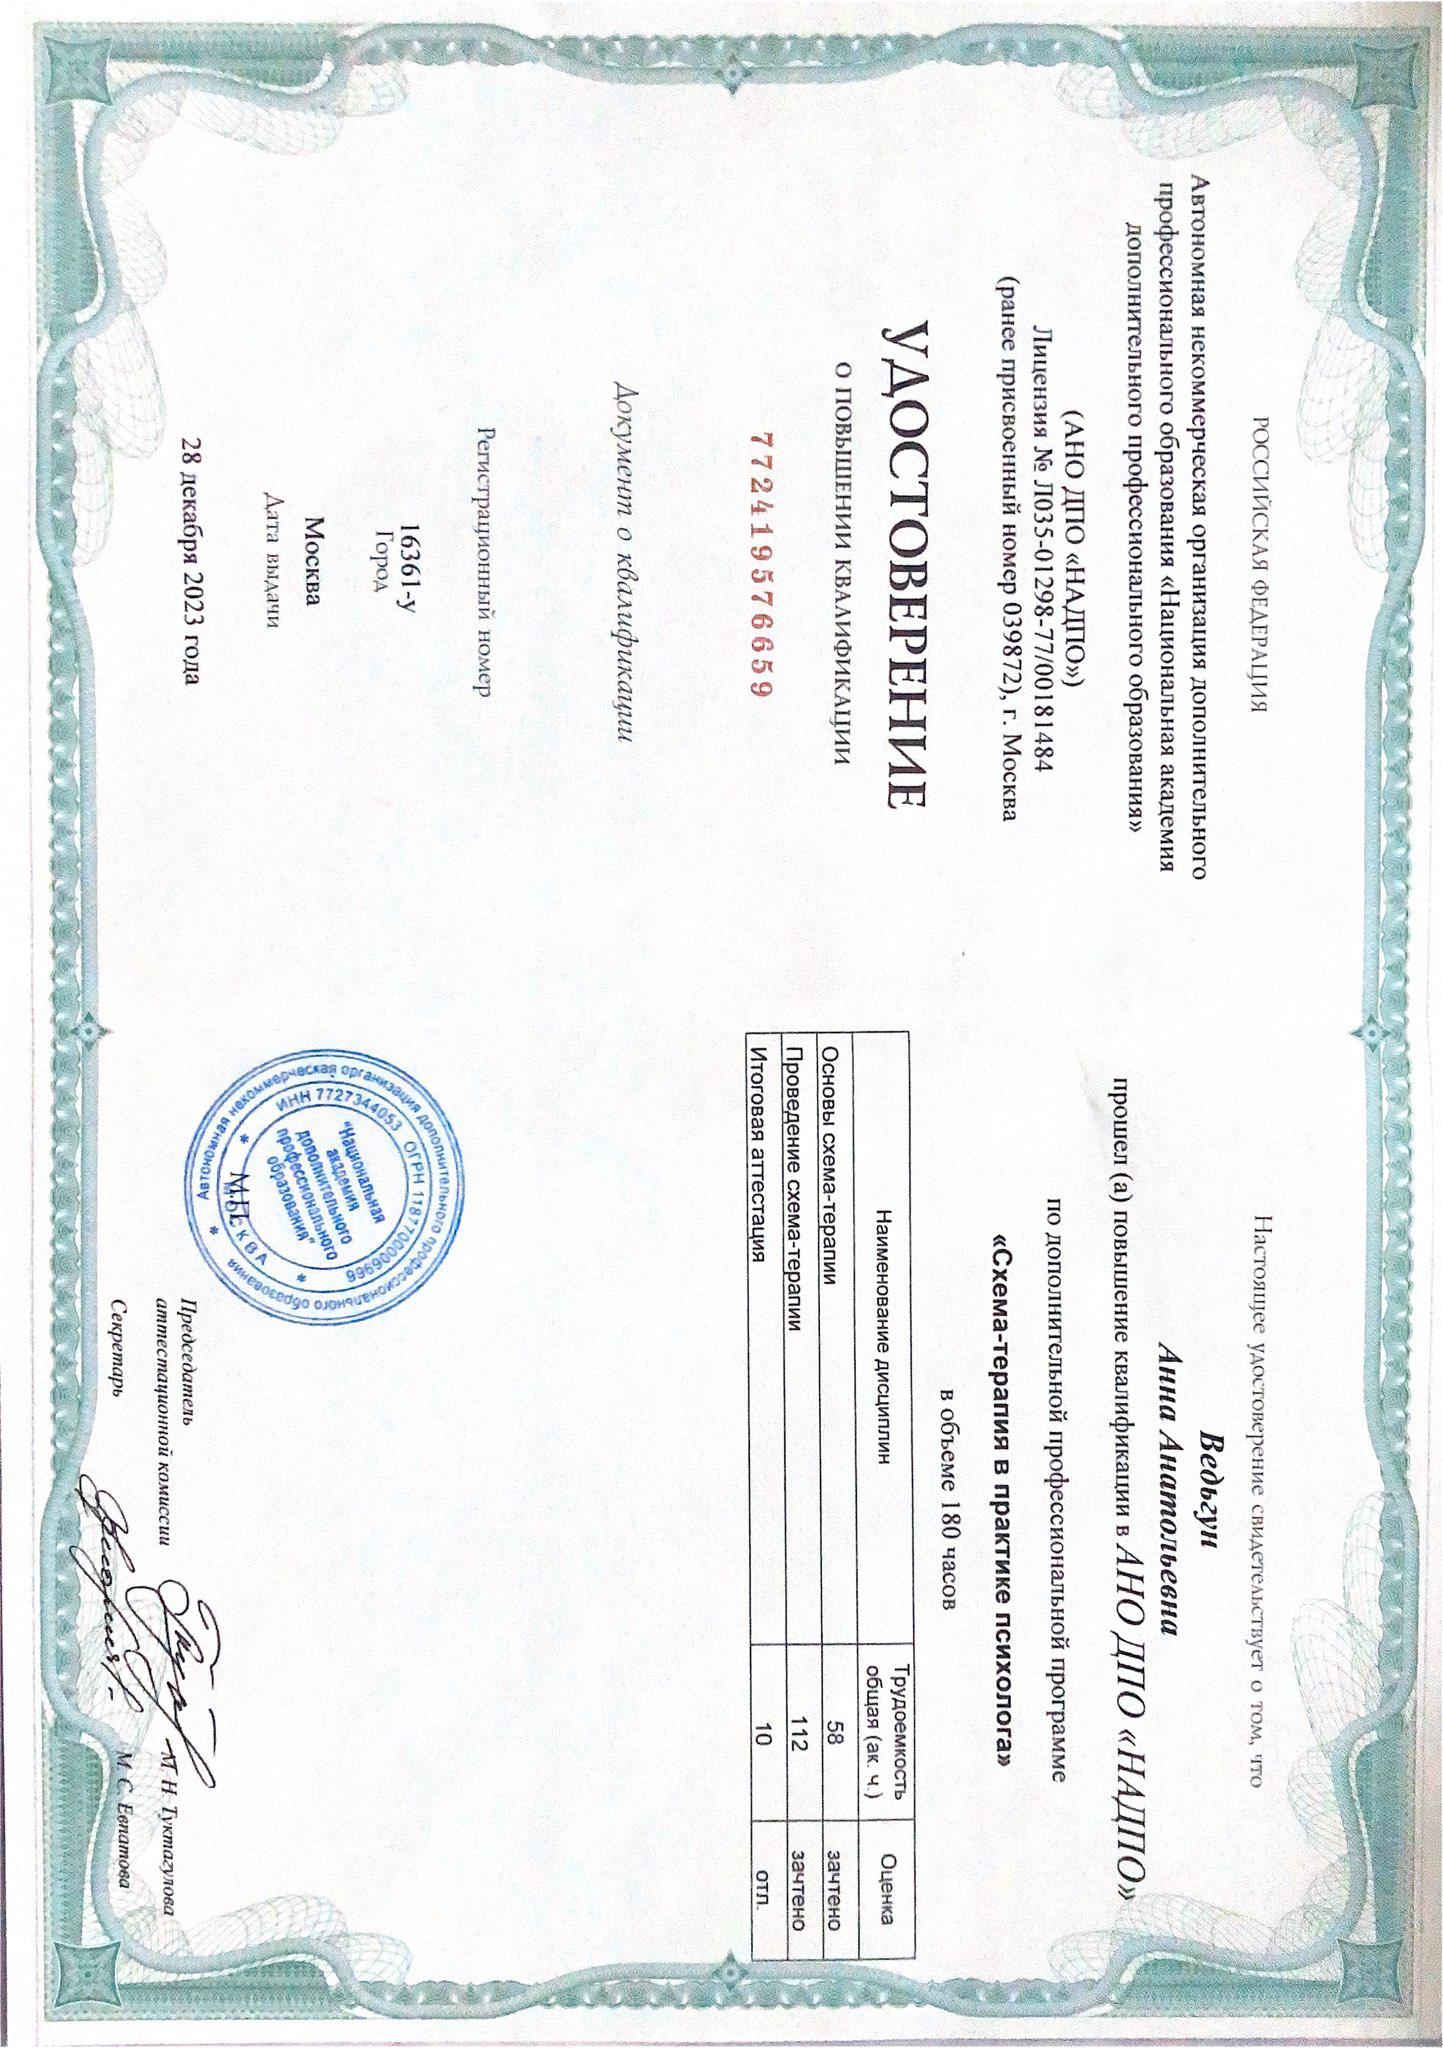 РОССИЙСКАЯ ФЕДЕРАЦИЯ
Автономная некоммерческая организация дополнительного
профессионального образования «Национальная академия
дополнительного профессионального образования»
(АНО ДПО «НАДПО»)
Лицензия № Л035-01298-77/00181484
(ранее присвоенный номер 039872), г. Москва
УДОСТОВЕРЕНИЕ
О ПОВЫШЕНИИ КВАЛИФИКАЦИИ
772419576659
Документ о квалификации
Регистрационный номер
16361-у
Город
Москва
Дата выдачи
28 декабря 2023 года
Настоящее удостоверение свидетельствует о том, что
Ведьгун
Анна Анатольевна
прошел (а) повышение квалификации в АНО ДПО «НАДПО»
по дополнительной профессиональной программе
«Схема-терапия в практике психолога»
в объеме 180 часов
Наименование дисциплин Трудоемкость общая (ак. ч.) Оценка
Основы схема-терапии 58 зачтено
Проведение схема-терапии 112 зачтено
Итоговая аттестация 10 отл.
Автономная некоммерческая организация дополнительного профессионального образования
ИНН 7727344053 ОГРН 1187700006966
"Национальная
академия
дополнительного
профессионального
образования"
МОСКВА
М.П.
Председатель
аттестационной комиссии М. Н. Туктагулова
Секретарь М. С. Евпатова